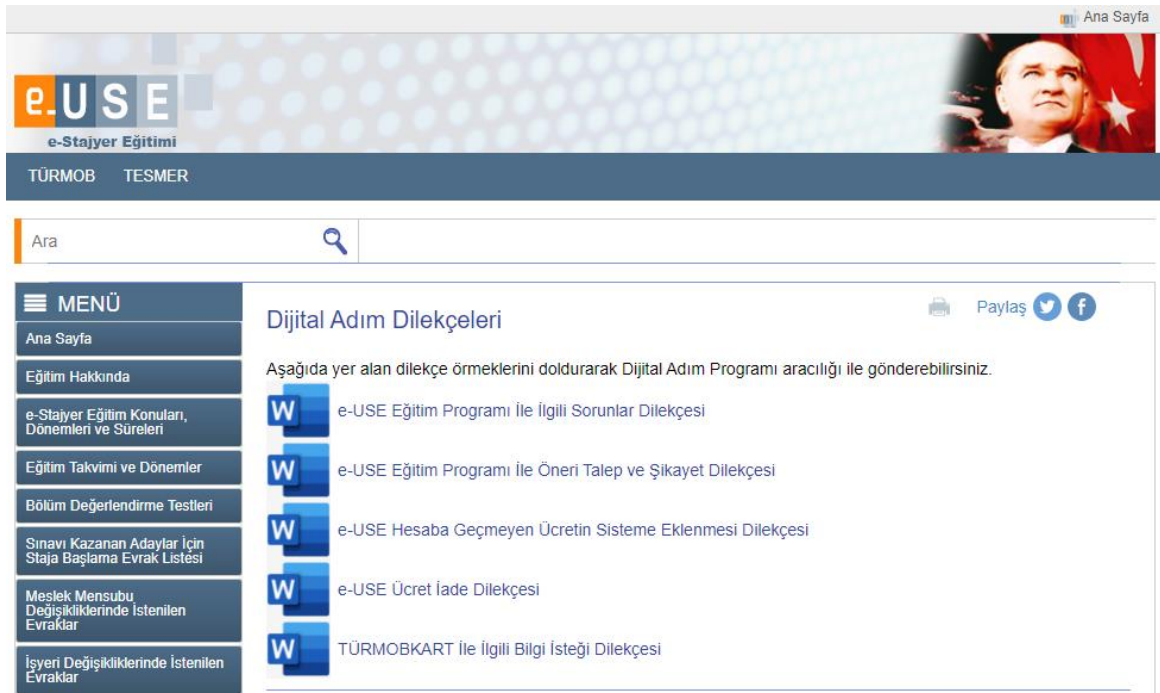 Ana Sayfa
e.USE
e-Stajyer Eğitimi
TÜRMOB TESMER
Ara
MENÜ
Ana Sayfa
Eğitim Hakkında
e-Stajyer Eğitim Konuları,
Dönemleri ve Süreleri
Eğitim Takvimi ve Dönemler
Bölüm Değerlendirme Testleri
Sınavı Kazanan Adaylar İçin
Staja Başlama Evrak Listesi
Meslek Mensubu
Değişikliklerinde İstenilen
Evraklar
İşyeri Değişikliklerinde İstenilen
Evraklar
Paylaş
Dijital Adım Dilekçeleri
Aşağıda yer alan dilekçe örneklerini doldurarak Dijital Adım Programı aracılığı ile gönderebilirsiniz.
W e-USE Eğitim Programı İle İlgili Sorunlar Dilekçesi
W e-USE Eğitim Programı İle Öneri Talep ve Şikayet Dilekçesi
W e-USE Hesaba Geçmeyen Ücretin Sisteme Eklenmesi Dilekçesi
W e-USE Ücret İade Dilekçesi
W TÜRMOBKART İle İlgili Bilgi İsteği Dilekçesi